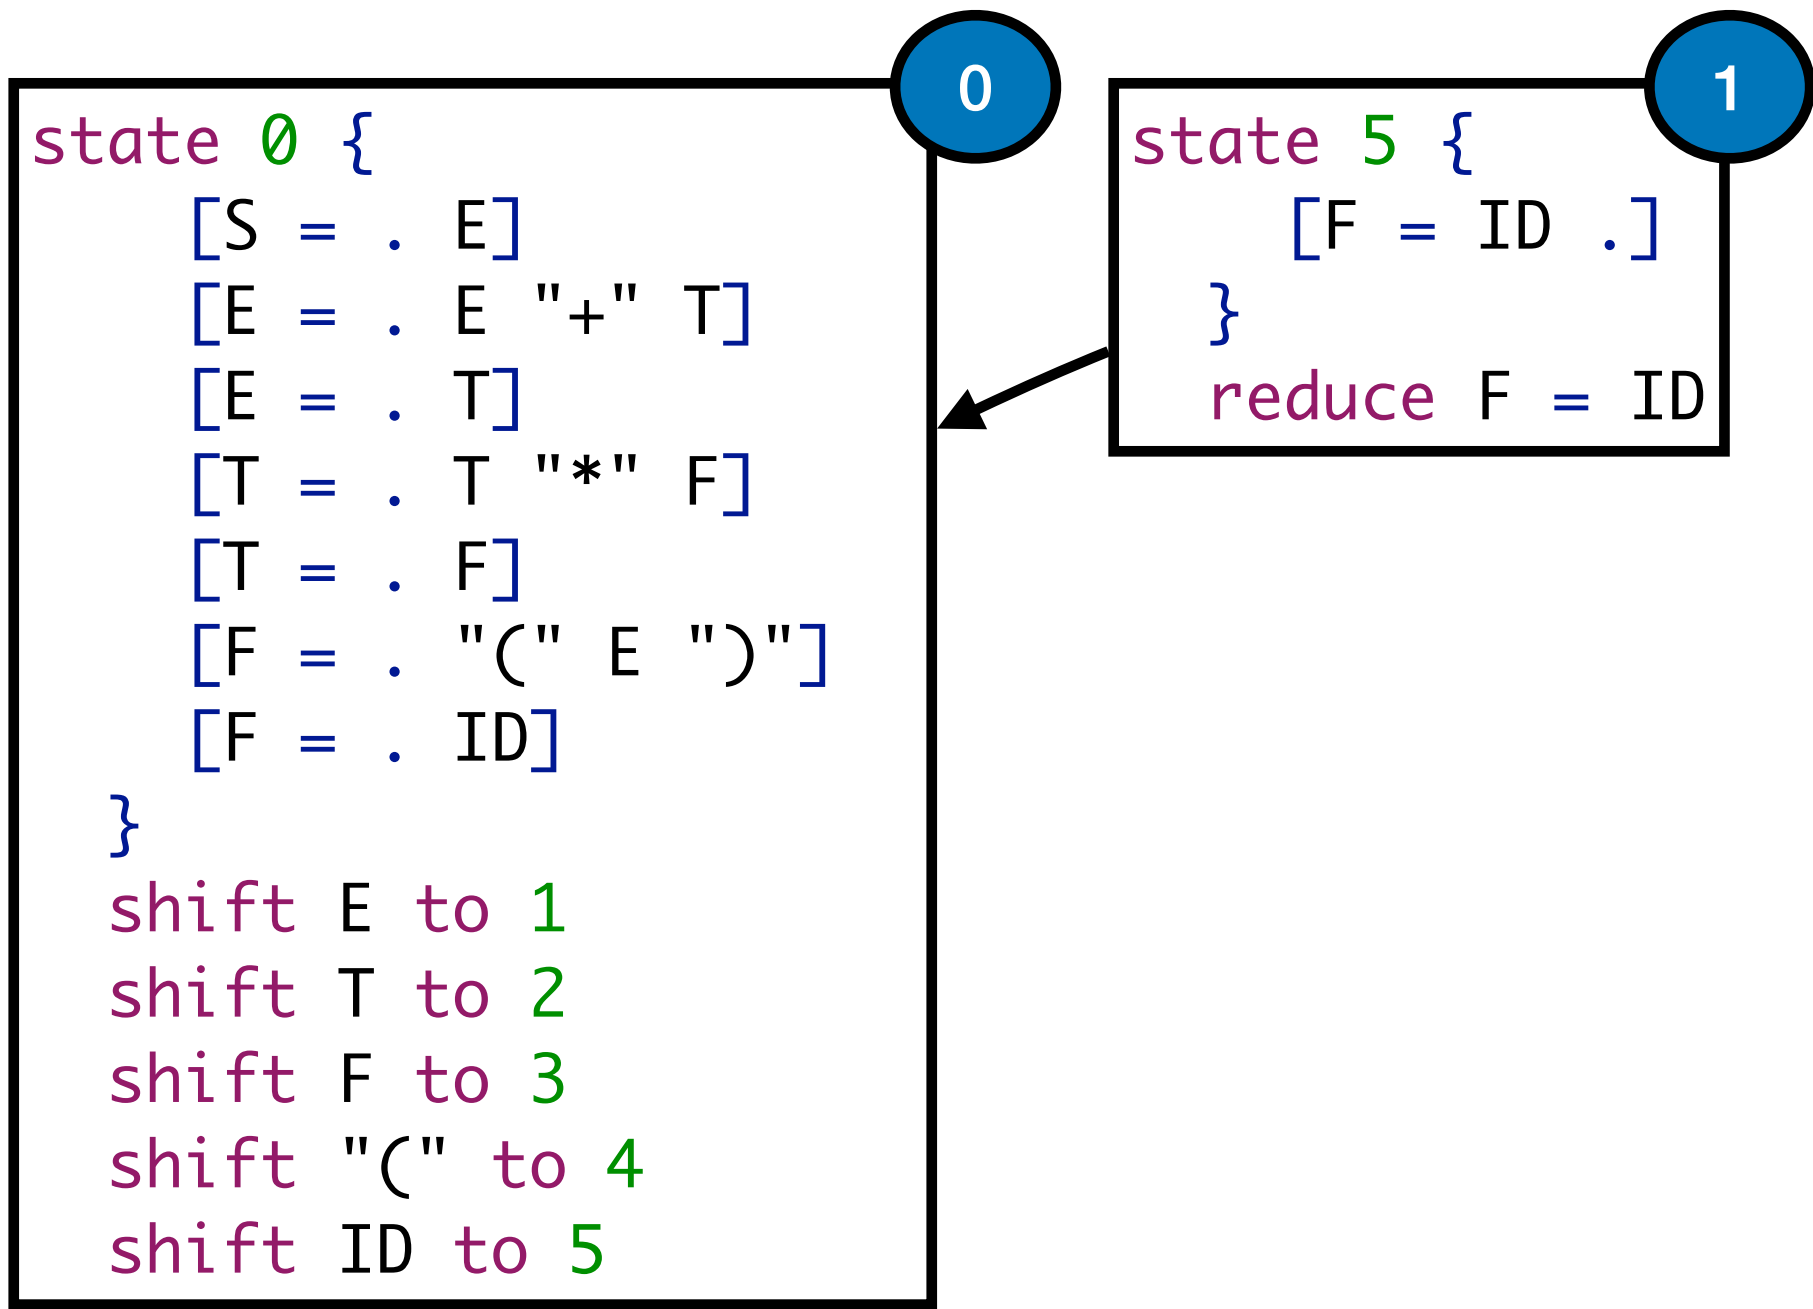 0
state 0 {
[S = . E]
[E = . E "+" T]
[E = . T]
[T = . T "*" F]
[T = . F]
[F = . "(" E ")"]
[F = . ID]
}
shift E to 1
shift T to 2
shift F to 3
shift "(" to 4
shift ID to 5
1
state 5 {
[F = ID .]
}
reduce F = ID